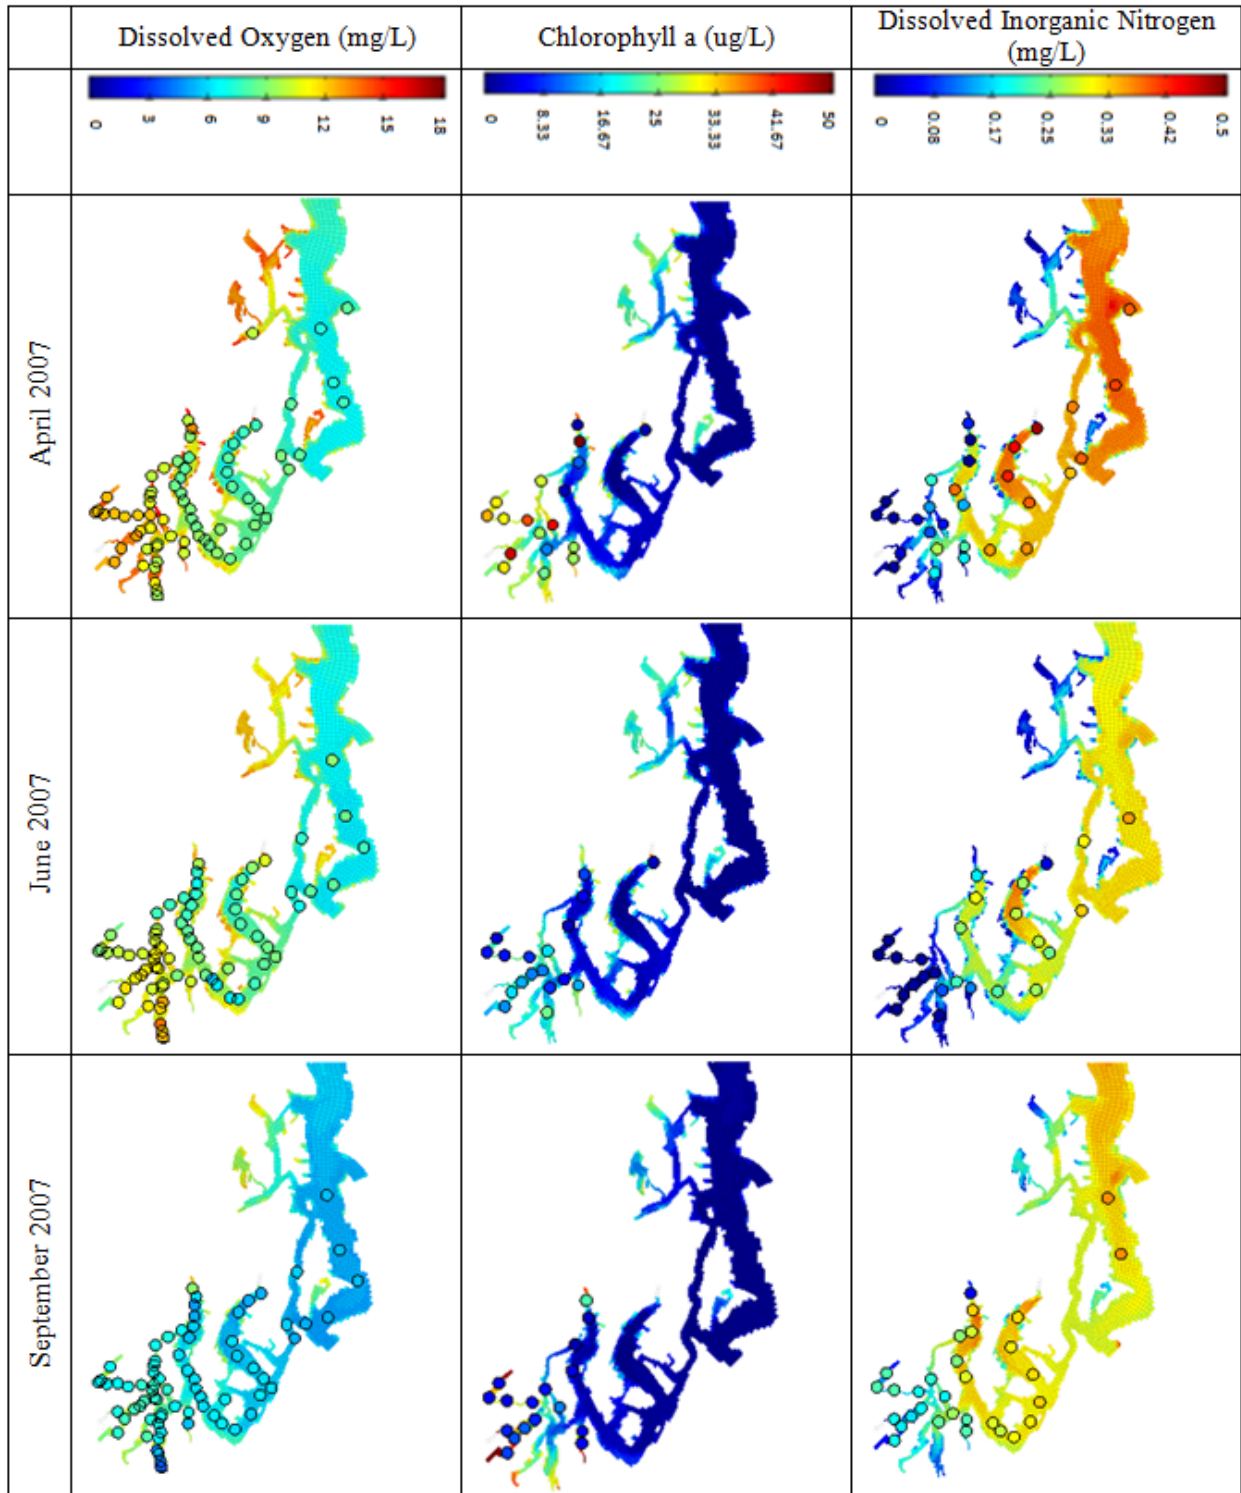 Dissolved Oxygen (mg/L)
Chlorophyll a (ug/L)
Dissolved Inorganic Nitrogen
(mg/L)
0 3 6 9 12 15 18
0 8.33 16.67 25 33.33 41.67 50
0 0.08 0.17 0.25 0.33 0.42 0.5
April 2007
June 2007
September 2007